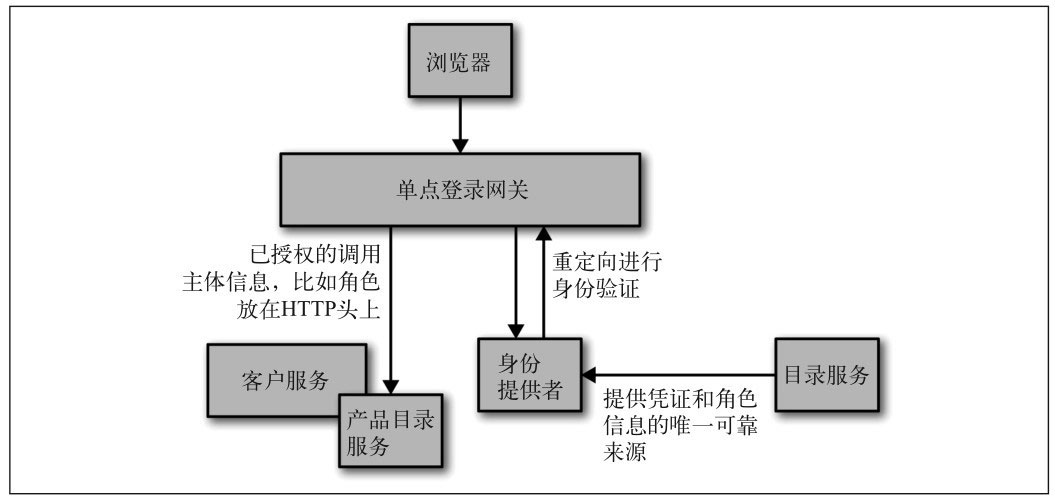 浏览器
单点登录网关
已授权的调用
主体信息，比如角色
放在HTTP头上
重定向进行
身份验证
客户服务
产品目录
服务
身份
提供者
目录服务
提供凭证和角色
信息的唯一可靠
来源